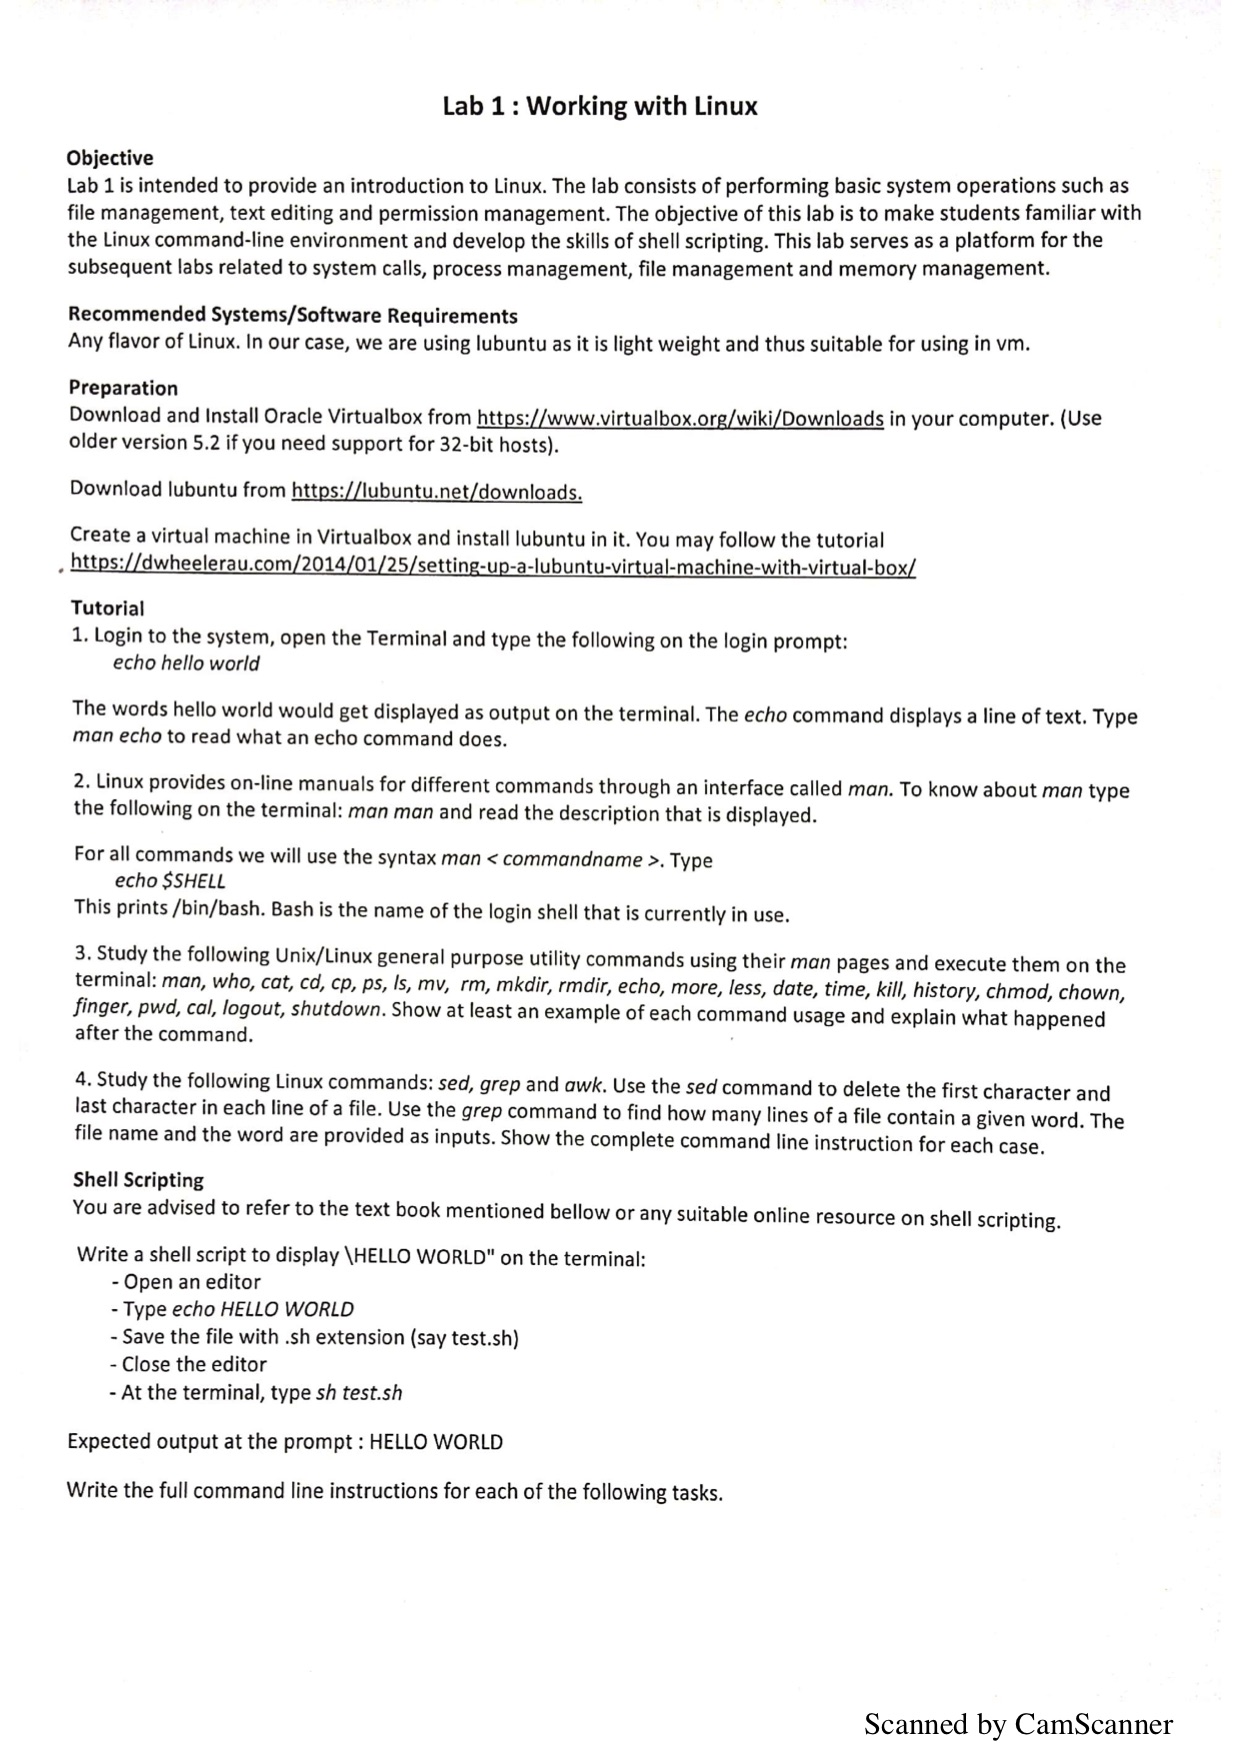 Lab 1 : Working with Linux
Objective
Lab 1 is intended to provide an introduction to Linux. The lab consists of performing basic system operations such as
file management, text editing and permission management. The objective of this lab is to make students familiar with
the Linux command-line environment and develop the skills of shell scripting. This lab serves as a platform for the
subsequent labs related to system calls, process management, file management and memory management.
Recommended Systems/Software Requirements
Any flavor of Linux. In our case, we are using lubuntu as it is light weight and thus suitable for using in vm.
Preparation
Download and Install Oracle Virtualbox from https://www.virtualbox.org/wiki/Downloads in your computer. (Use
older version 5.2 if you need support for 32-bit hosts).
Download lubuntu from https://lubuntu.net/downloads.
Create a virtual machine in Virtualbox and install lubuntu in it. You may follow the tutorial
https://dwheelerau.com/2014/01/25/setting-up-a-lubuntu-virtual-machine-with-virtual-box/
Tutorial
1. Login to the system, open the Terminal and type the following on the login prompt:
echo hello world
The words hello world would get displayed as output on the terminal. The echo command displays a line of text. Type
man echo to read what an echo command does.
2. Linux provides on-line manuals for different commands through an interface called man. To know about man type
the following on the terminal: man man and read the description that is displayed.
For all commands we will use the syntax man < commandname >. Type
echo $SHELL
This prints /bin/bash. Bash is the name of the login shell that is currently in use.
3. Study the following Unix/Linux general purpose utility commands using their man pages and execute them on the
terminal: man, who, cat, cd, cp, ps, ls, mv, rm, mkdir, rmdir, echo, more, less, date, time, kill, history, chmod, chown,
finger, pwd, cal, logout, shutdown. Show at least an example of each command usage and explain what happened
after the command.
4. Study the following Linux commands: sed, grep and awk. Use the sed command to delete the first character and
last character in each line of a file. Use the grep command to find how many lines of a file contain a given word. The
file name and the word are provided as inputs. Show the complete command line instruction for each case.
Shell Scripting
You are advised to refer to the text book mentioned bellow or any suitable online resource on shell scripting.
Write a shell script to display \HELLO WORLD" on the terminal:
- Open an editor
- Type echo HELLO WORLD
- Save the file with .sh extension (say test.sh)
- Close the editor
- At the terminal, type sh test.sh
Expected output at the prompt : HELLO WORLD
Write the full command line instructions for each of the following tasks.
Scanned by CamScanner